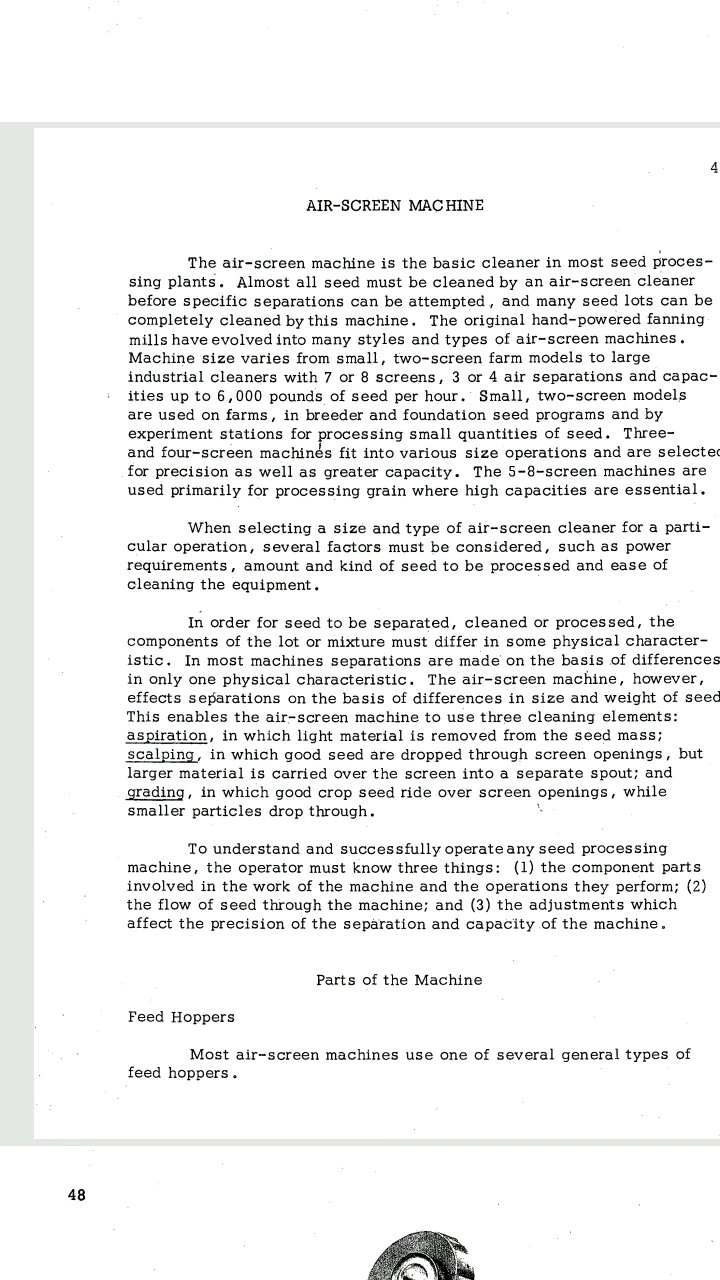 4
AIR-SCREEN MACHINE
The air-screen machine is the basic cleaner in most seed proces-
sing plants. Almost all seed must be cleaned by an air-screen cleaner
before specific separations can be attempted, and many seed lots can be
completely cleaned by this machine. The original hand-powered fanning
mills have evolved into many styles and types of air-screen machines.
Machine size varies from small, two-screen farm models to large
industrial cleaners with 7 or 8 screens, 3 or 4 air separations and capac-
ities up to 6,000 pounds of seed per hour. Small, two-screen models
are used on farms, in breeder and foundation seed programs and by
experiment stations for processing small quantities of seed. Three-
and four-screen machines fit into various size operations and are selected
for precision as well as greater capacity. The 5-8-screen machines are
used primarily for processing grain where high capacities are essential.
When selecting a size and type of air-screen cleaner for a parti-
cular operation, several factors must be considered, such as power
requirements, amount and kind of seed to be processed and ease of
cleaning the equipment.
In order for seed to be separated, cleaned or processed, the
components of the lot or mixture must differ in some physical character-
istic. In most machines separations are made on the basis of differences
in only one physical characteristic. The air-screen machine, however,
effects separations on the basis of differences in size and weight of seed
This enables the air-screen machine to use three cleaning elements:
aspiration, in which light material is removed from the seed mass;
scalping, in which good seed are dropped through screen openings, but
larger material is carried over the screen into a separate spout; and
grading, in which good crop seed ride over screen openings, while
smaller particles drop through.
To understand and successfully operate any seed processing
machine, the operator must know three things: (1) the component parts
involved in the work of the machine and the operations they perform; (2)
the flow of seed through the machine; and (3) the adjustments which
affect the precision of the separation and capacity of the machine.
Parts of the Machine
Feed Hoppers
Most air-screen machines use one of several general types of
feed hoppers.
48